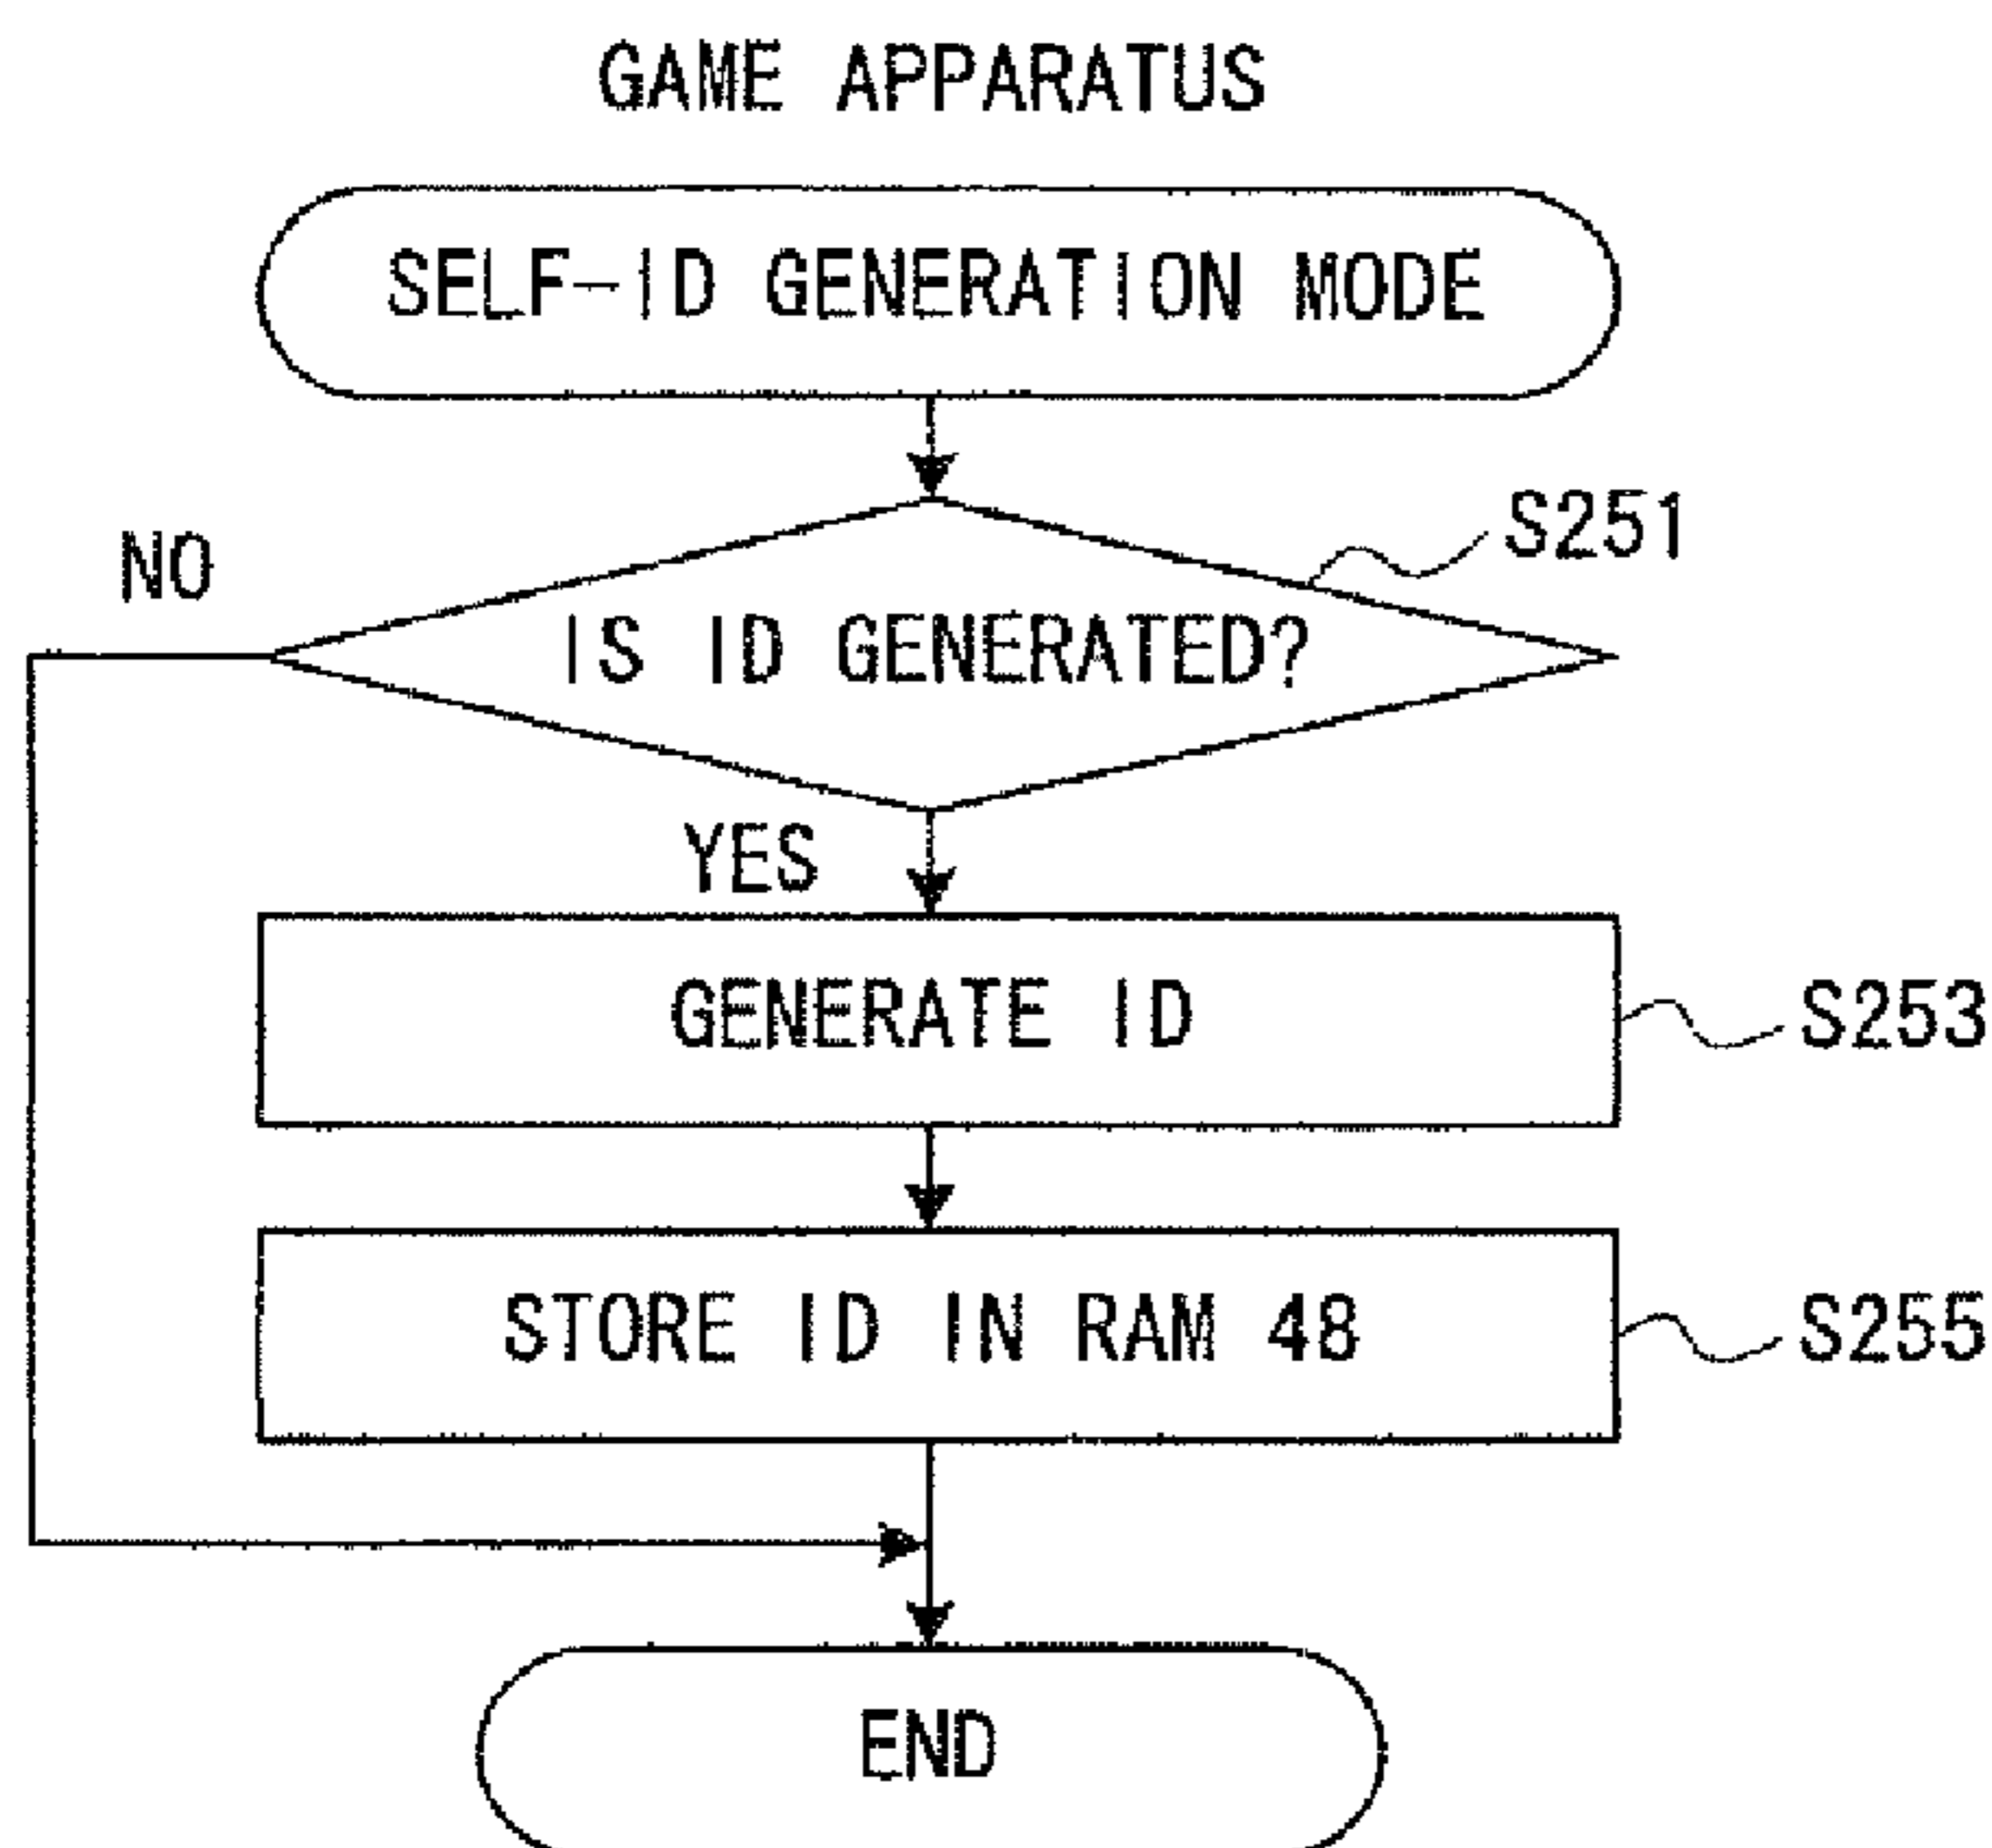 GAME APPARATUS
SELF-ID GENERATION MODE
S251
NO
IS ID GENERATED?
YES
GENERATE ID
S253
STORE ID IN RAM 48
S255
END